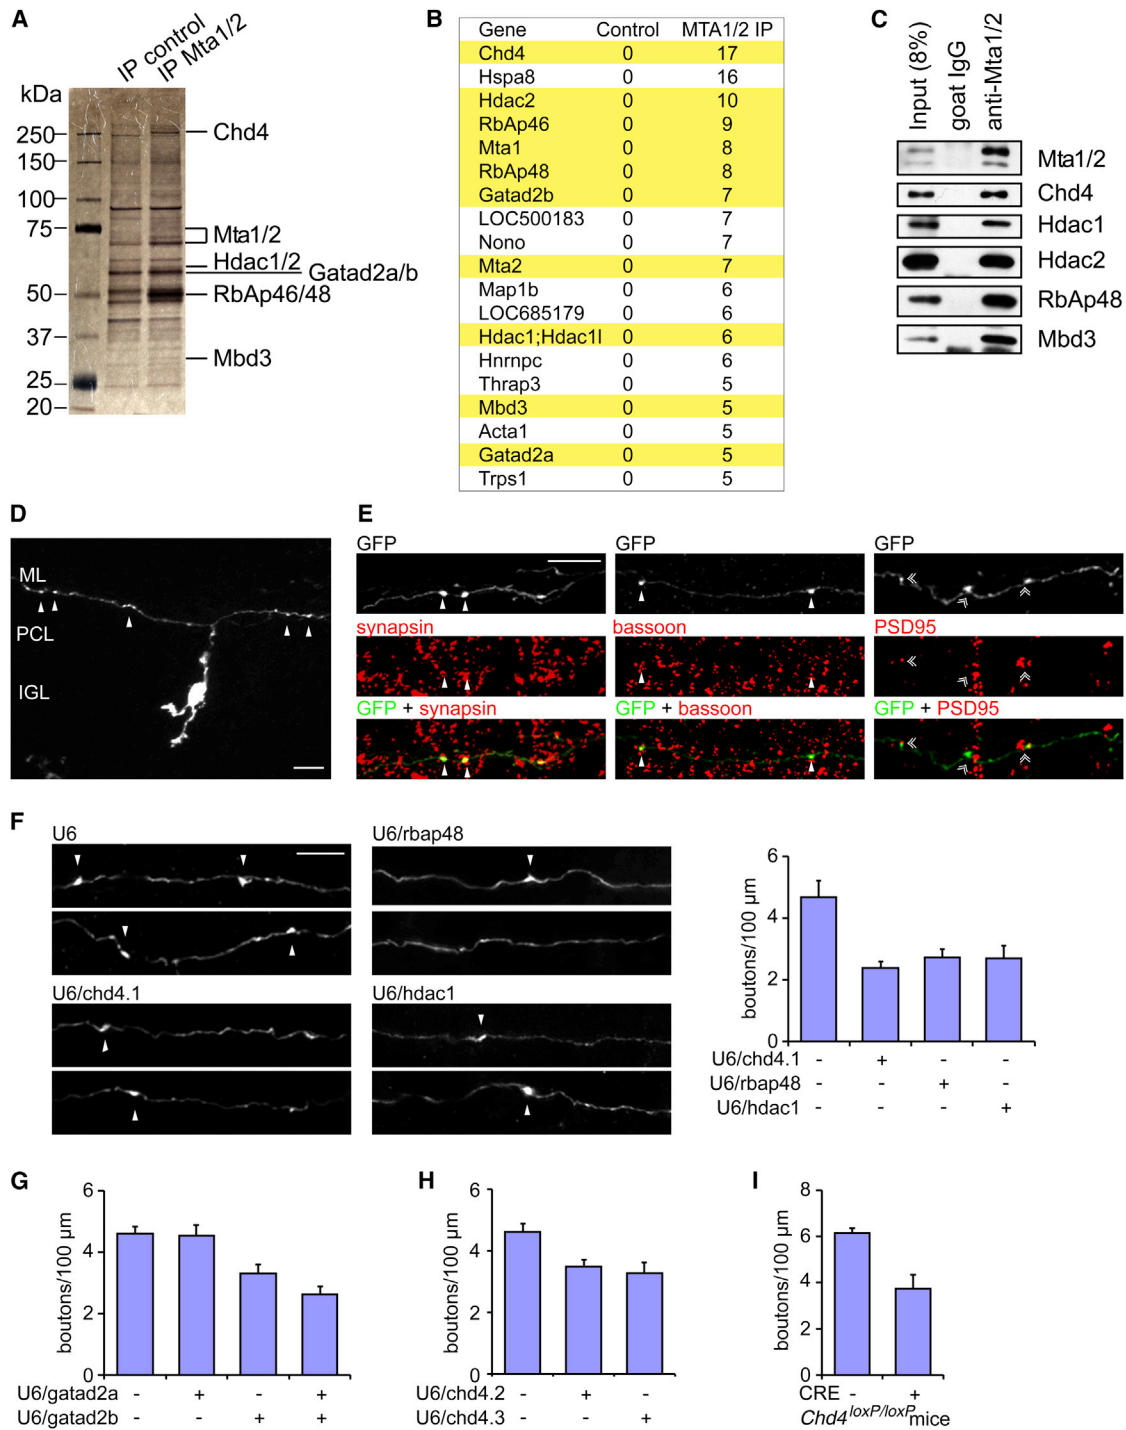 A
IP control
IP Mta1/2
kDa
250
150
100
75
50
37
25
20
Chd4
Mta1/2
Hdac1/2
Gatad2a/b
RbAp46/48
Mbd3
B
Gene Control MTA1/2 IP
Chd4 0 17
Hspa8 0 16
Hdac2 0 10
RbAp46 0 9
Mta1 0 8
RbAp48 0 8
Gatad2b 0 7
LOC500183 0 7
Nono 0 7
Mta2 0 7
Map1b 0 6
LOC685179 0 6
Hdac1;Hdac1l 0 6
Hnrnpc 0 6
Thrap3 0 5
Mbd3 0 5
Acta1 0 5
Gatad2a 0 5
Trps1 0 5
C
Input (8%)
goat IgG
anti-Mta1/2
Mta1/2
Chd4
Hdac1
Hdac2
RbAp48
Mbd3
D
ML
PCL
IGL
E
GFP GFP GFP
synapsin bassoon PSD95
GFP + synapsin GFP + bassoon GFP + PSD95
F
U6
U6/rbap48
U6/chd4.1
U6/hdac1
boutons/100 µm
6
4
2
0
U6/chd4.1 - + - -
U6/rbap48 - - + -
U6/hdac1 - - - +
G
boutons/100 µm
6
4
2
0
U6/gatad2a - + - +
U6/gatad2b - - + +
H
boutons/100 µm
6
4
2
0
U6/chd4.2 - + -
U6/chd4.3 - - +
I
boutons/100 µm
8
6
4
2
0
CRE - +
Chd4loxP/loxP mice